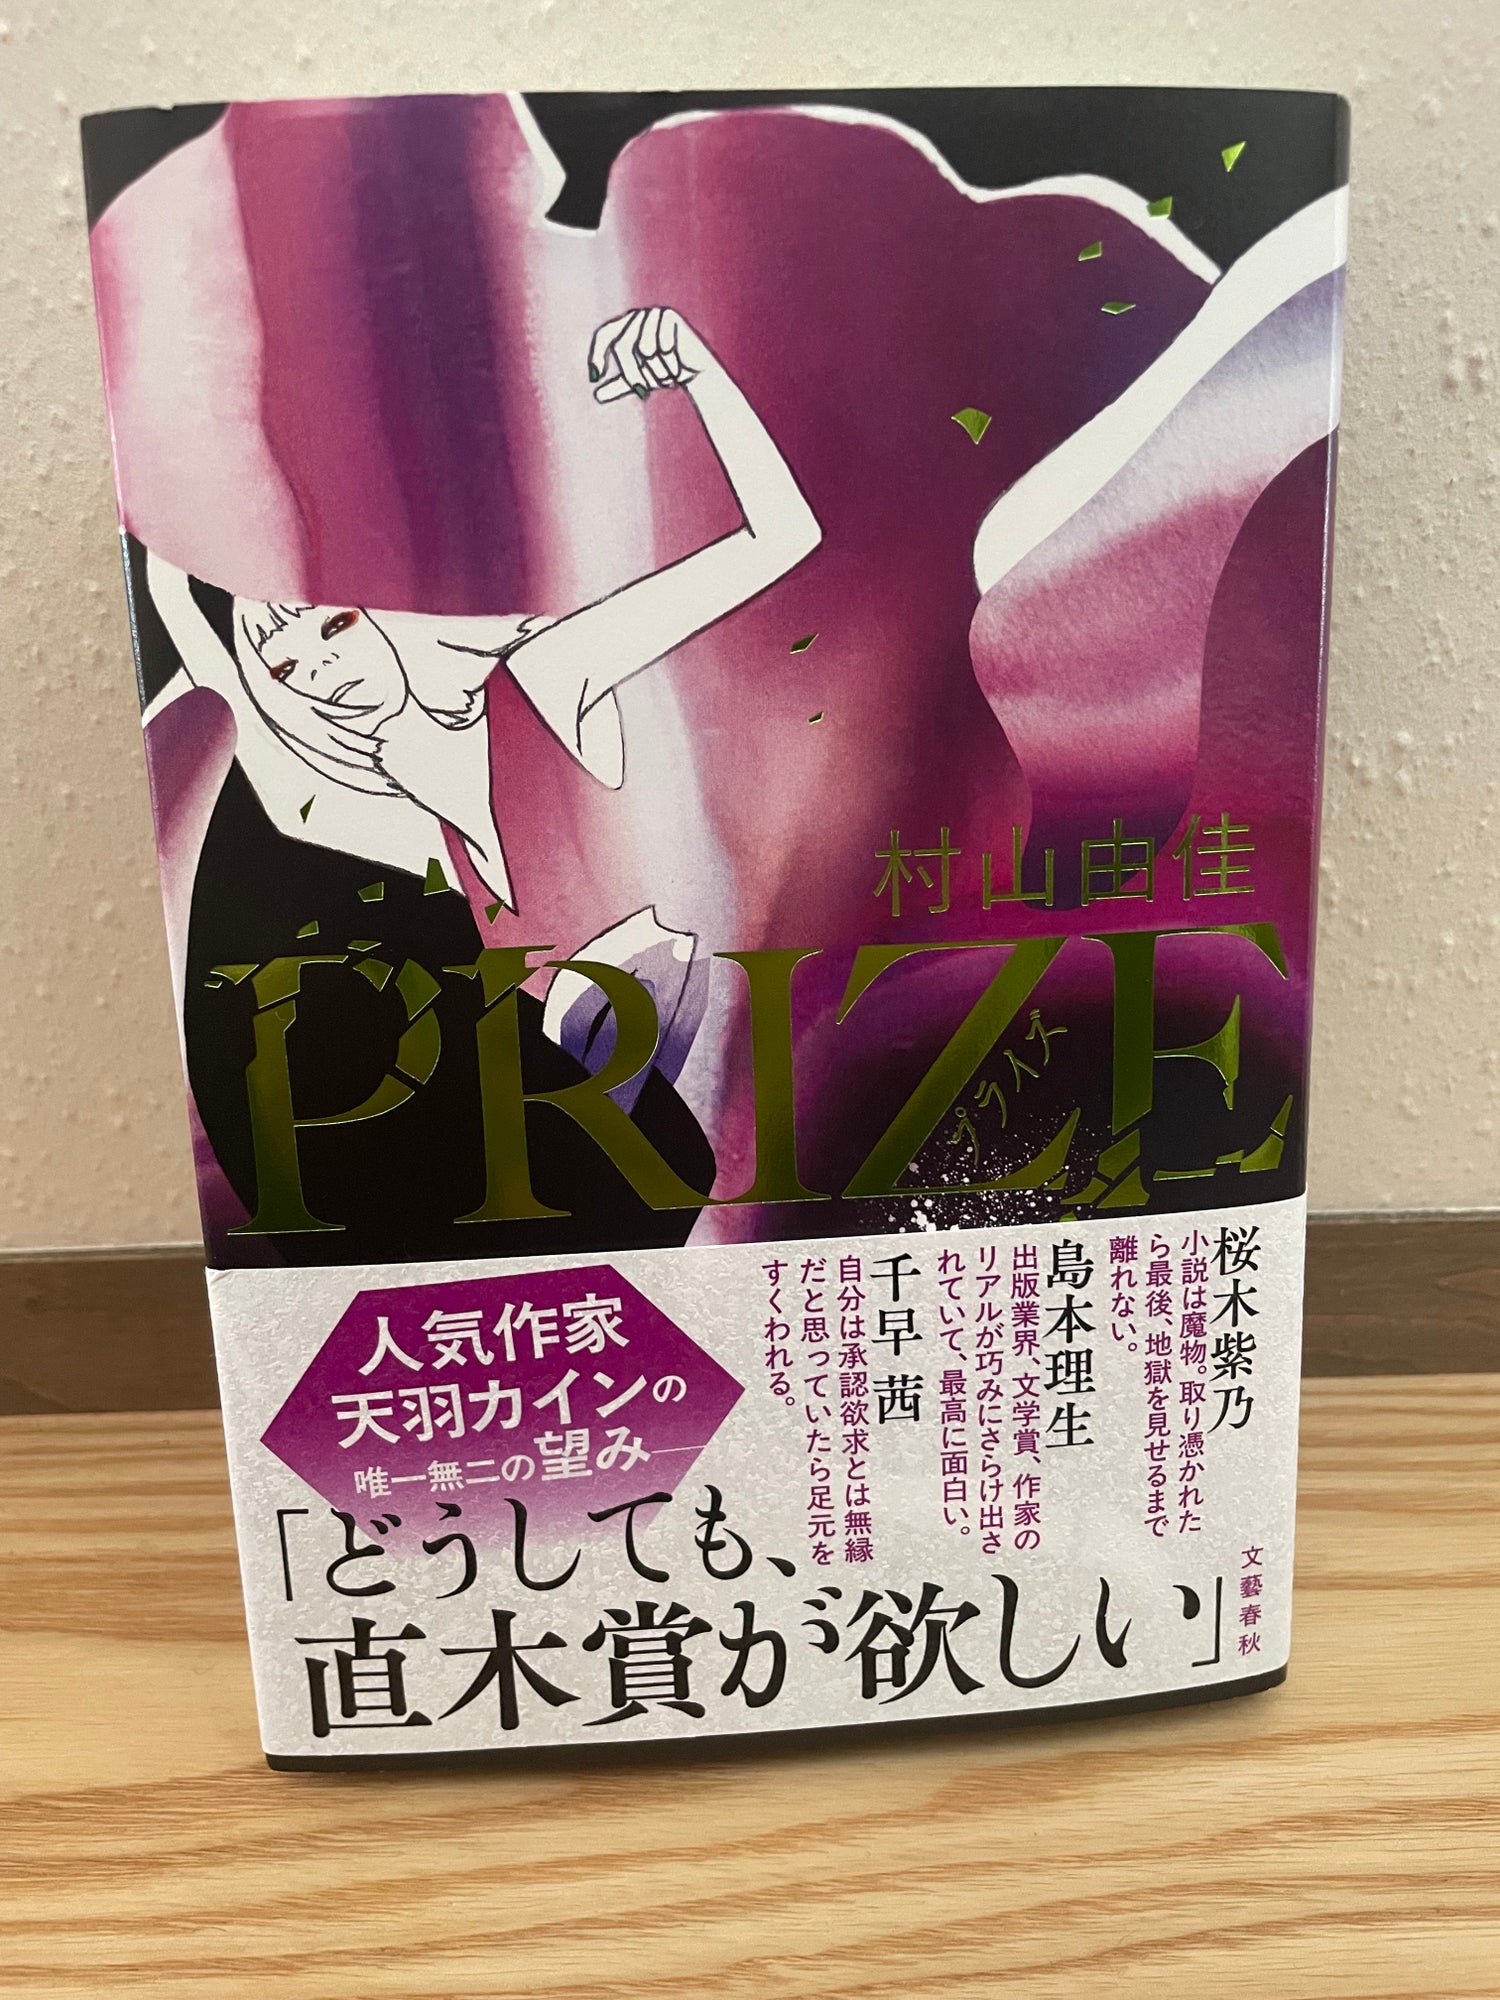 村山由佳
PRIZE
プライズ
桜木紫乃
小説は魔物。取り憑かれた
ら最後、地獄を見せるまで
離れない。
島本理生
出版業界、文学賞、作家の
リアルが巧みにさらけ出さ
れていて、最高に面白い。
千早 茜
自分は承認欲求とは無縁
だと思っていたら足元を
すくわれる。
人気作家
天羽カインの
唯一無二の望み――
「どうしても、
直木賞が欲しい」
文藝春秋